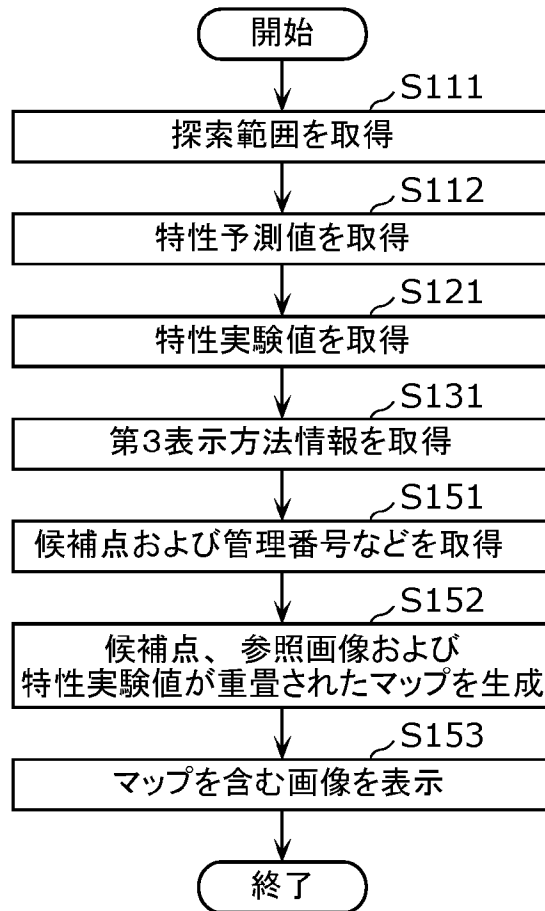 開始
S111
探索範囲を取得
S112
特性予測値を取得
S121
特性実験値を取得
S131
第3表示方法情報を取得
S151
候補点および管理番号などを取得
S152
候補点、参照画像および
特性実験値が重畳されたマップを生成
S153
マップを含む画像を表示
終了